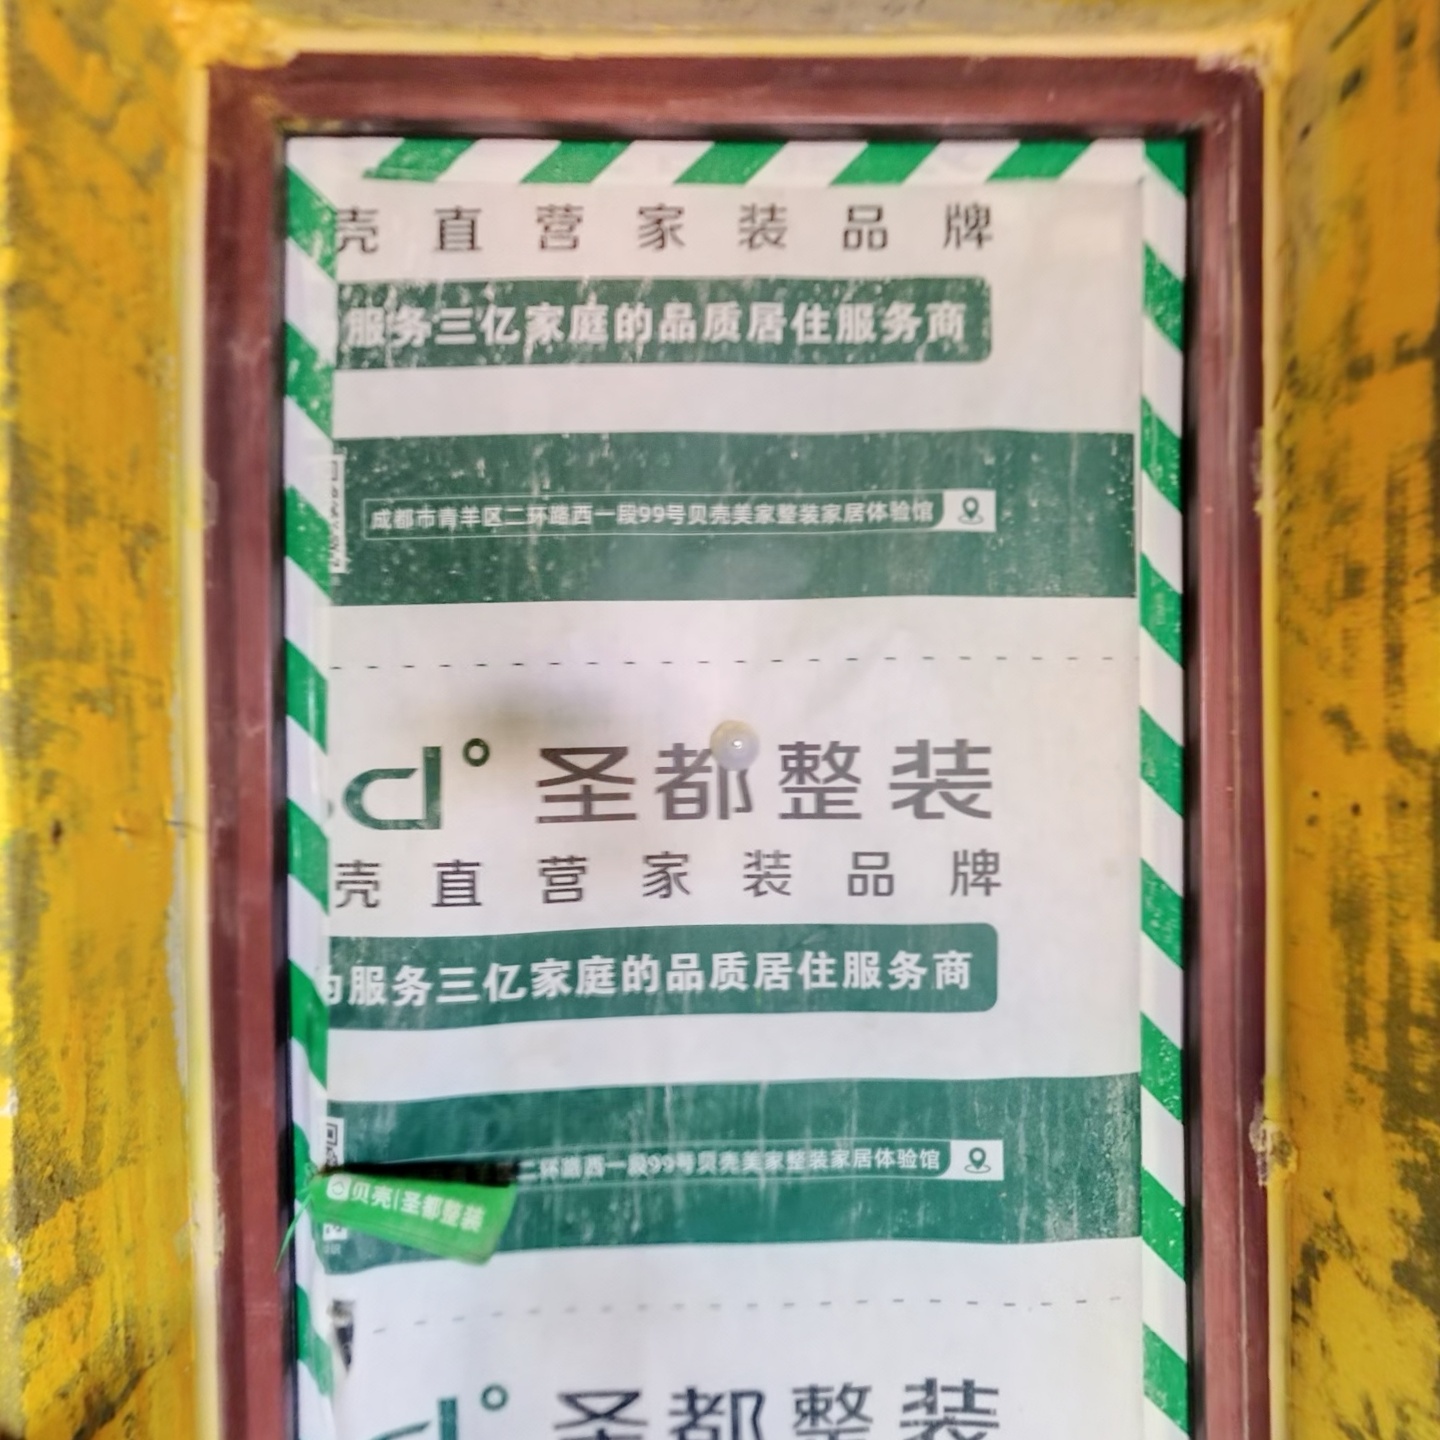 壳直营家装品牌
服务三亿家庭的品质居住服务商
成都市青羊区二环路西一段99号贝壳美家整装家居体验馆
d° 圣都整装
壳直营家装品牌
服务三亿家庭的品质居住服务商
二环路西一段99号贝壳美家整装家居体验馆
贝壳|圣都整装
d° 圣都整装